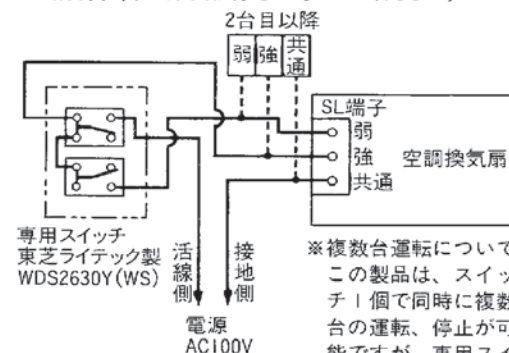 2台目以降
弱 強 共通
SL端子
弱
強
共通
空調換気扇
専用スイッチ
東芝ライテック製
WDS2630Y(WS)
活線側
接地側
電源
AC100V
※複数台運転について
この製品は、スイッ
チ1個で同時に複数
台の運転、停止が可
能ですが、専用スイ